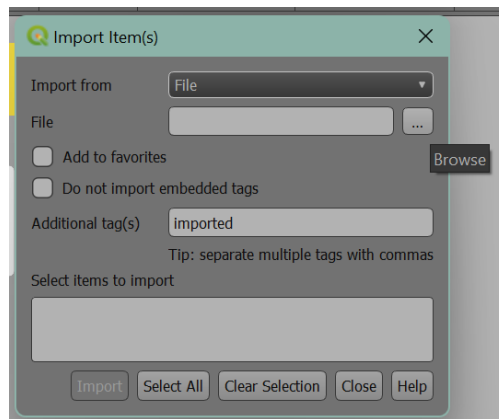 Import Item(s)
Import from File
File ...
Add to favorites
Browse
Do not import embedded tags
Additional tag(s) imported
Tip: separate multiple tags with commas
Select items to import
Import Select All Clear Selection Close Help